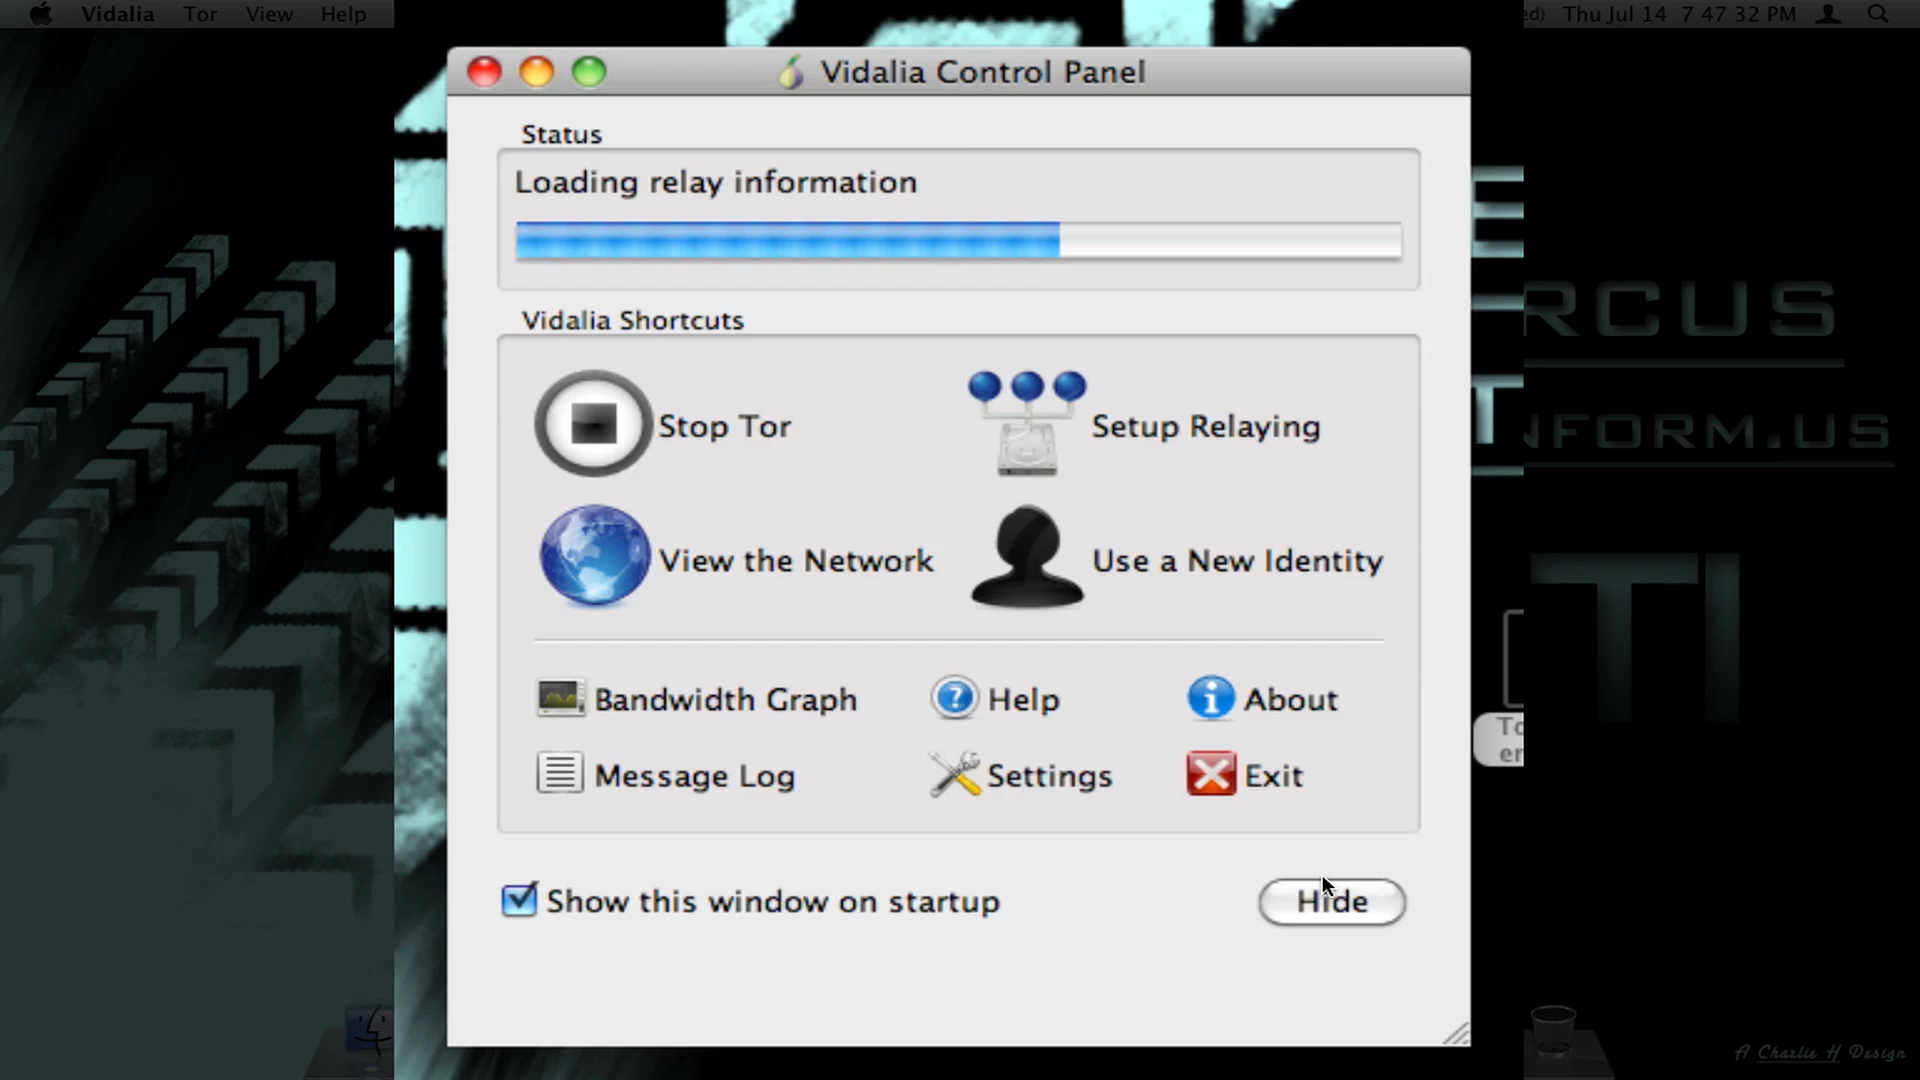 Vidalia Tor View Help
ed) Thu Jul 14 7 47 32 PM
Vidalia Control Panel
Status
Loading relay information
Vidalia Shortcuts
Stop Tor
Setup Relaying
View the Network
Use a New Identity
Bandwidth Graph
Help
About
Message Log
Settings
Exit
Show this window on startup
Hide
RCUS
NFORM.US
TI
A Charlie H Design